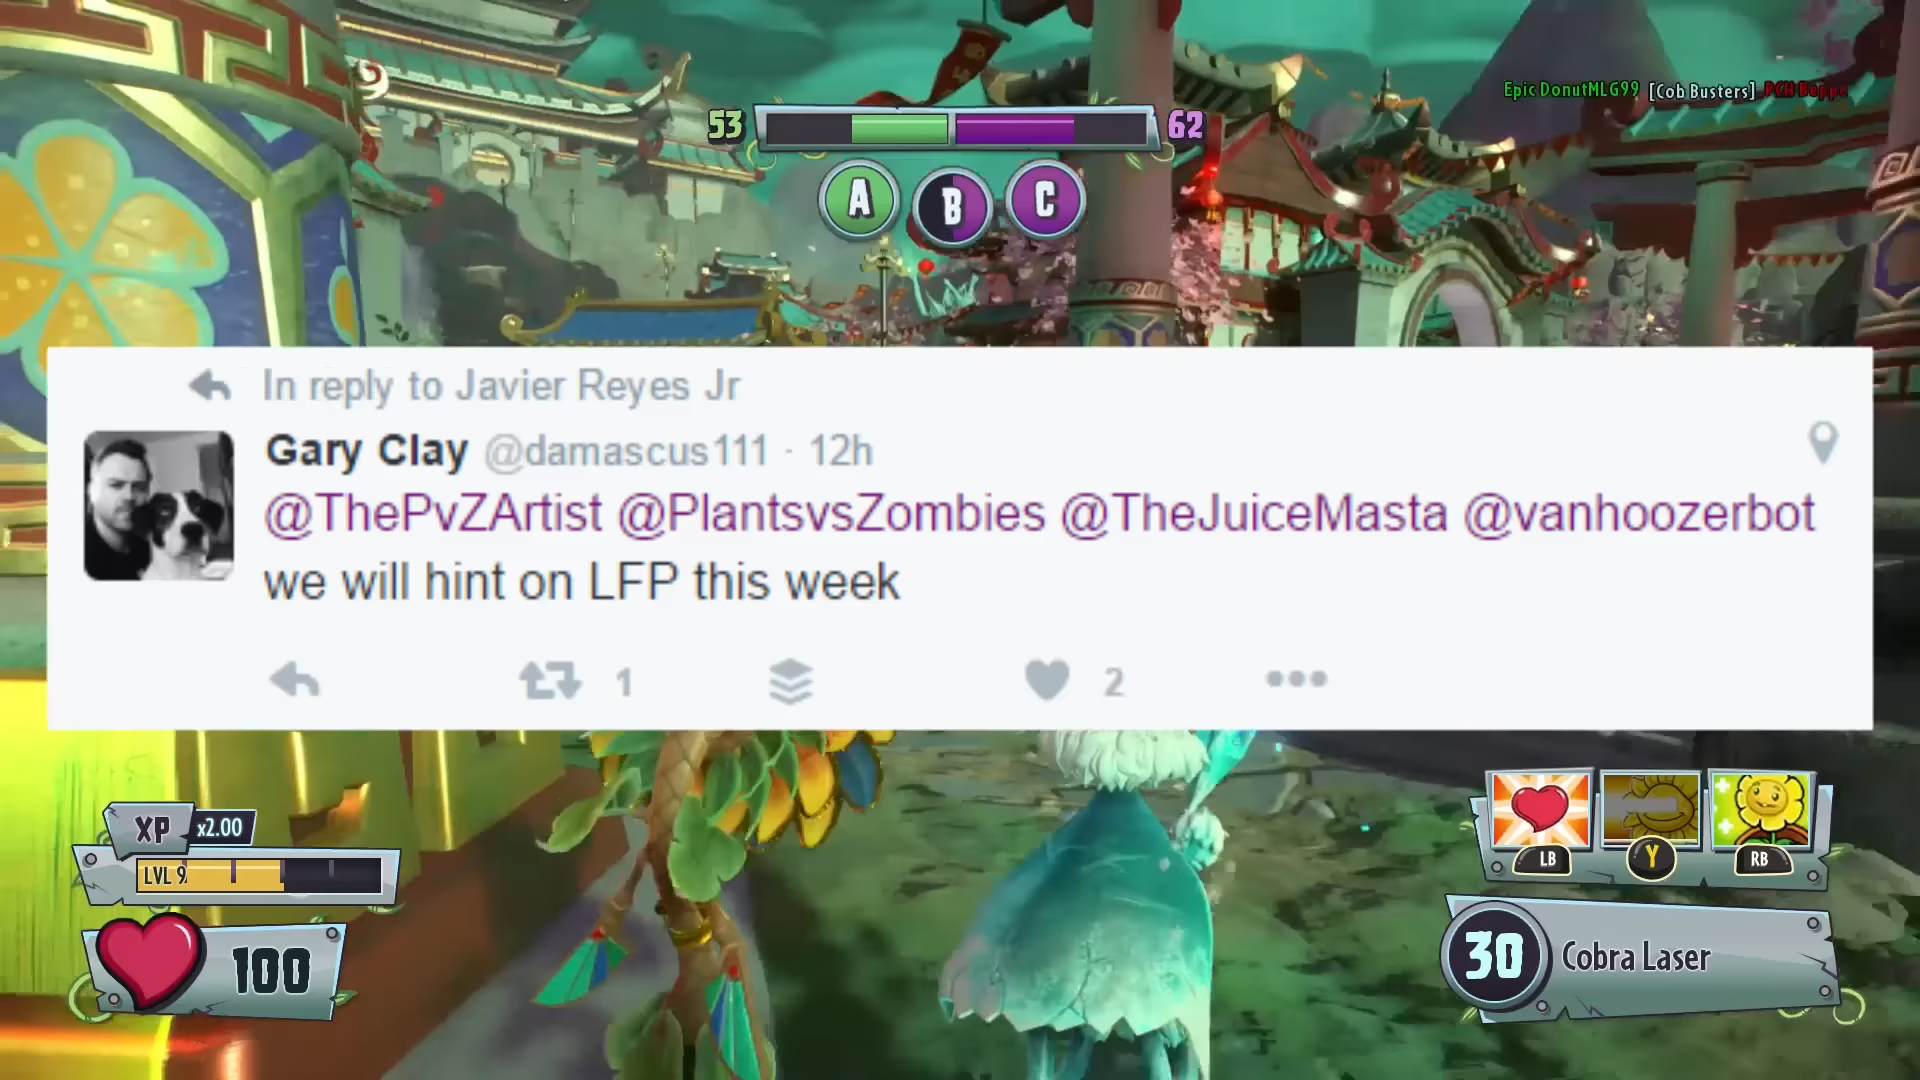 Epic DonutMLG99 [Cob Busters]
53 62
A B C
In reply to Javier Reyes Jr
Gary Clay @damascus111 · 12h
@ThePvZArtist @PlantsvsZombies @TheJuiceMasta @vanhoozerbot
we will hint on LFP this week
1 2
XP x2.00
LVL 9
100
LB Y RB
30 Cobra Laser